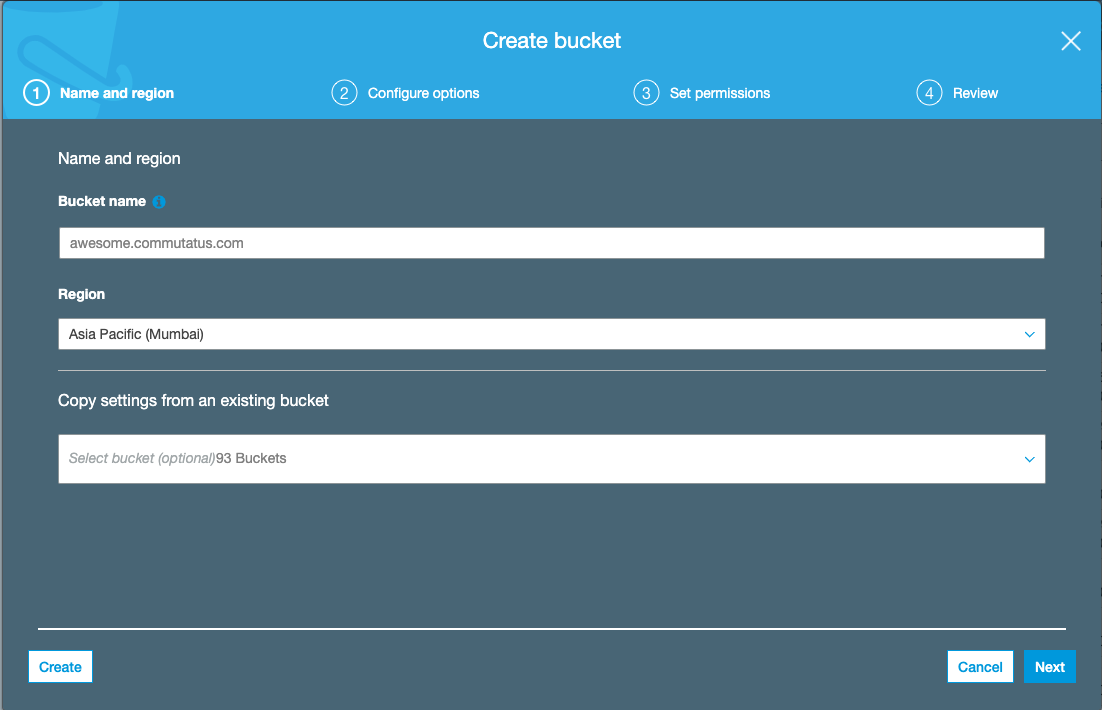 Create bucket
1 Name and region
2 Configure options
3 Set permissions
4 Review
Name and region
Bucket name
awesome.commutatus.com
Region
Asia Pacific (Mumbai)
Copy settings from an existing bucket
Select bucket (optional)93 Buckets
Create
Cancel
Next